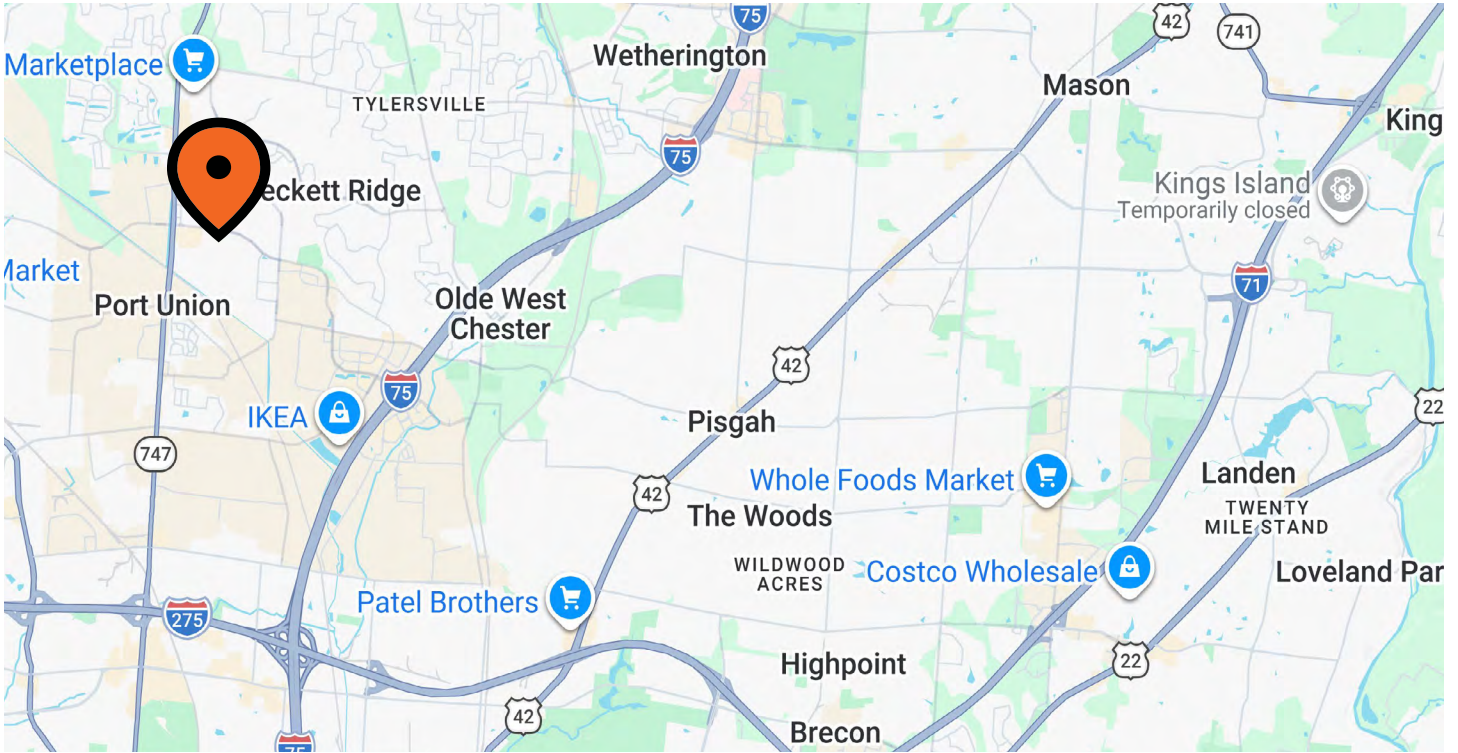 75
42
741
Wetherington
Marketplace
Mason
TYLERSVILLE
King
75
Kings Island
Temporarily closed
eckett Ridge
Market
71
Port Union
Olde West
Chester
42
75
IKEA
22
Pisgah
747
Whole Foods Market
Landen
42
The Woods
TWENTY
MILE STAND
WILDWOOD
ACRES
Costco Wholesale
Loveland Par
Patel Brothers
275
Highpoint
22
42
Brecon
75